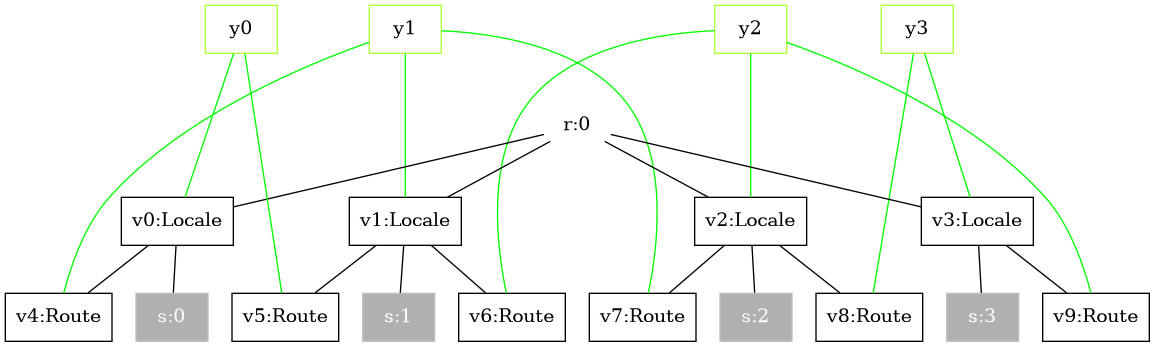 y0
y1
y2
y3
r:0
v0:Locale
v1:Locale
v2:Locale
v3:Locale
v4:Route
s:0
v5:Route
s:1
v6:Route
v7:Route
s:2
v8:Route
s:3
v9:Route